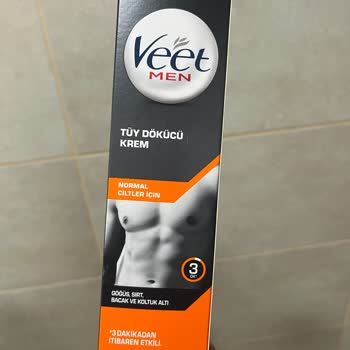 Veet
MEN
TÜY DÖKÜCÜ
KREM
NORMAL
CİLTLER İÇİN
3
GÖĞÜS, SIRT,
BACAK VE KOLTUK ALTI
*3 DAKİKADAN
İTİBAREN ETKİLİ.